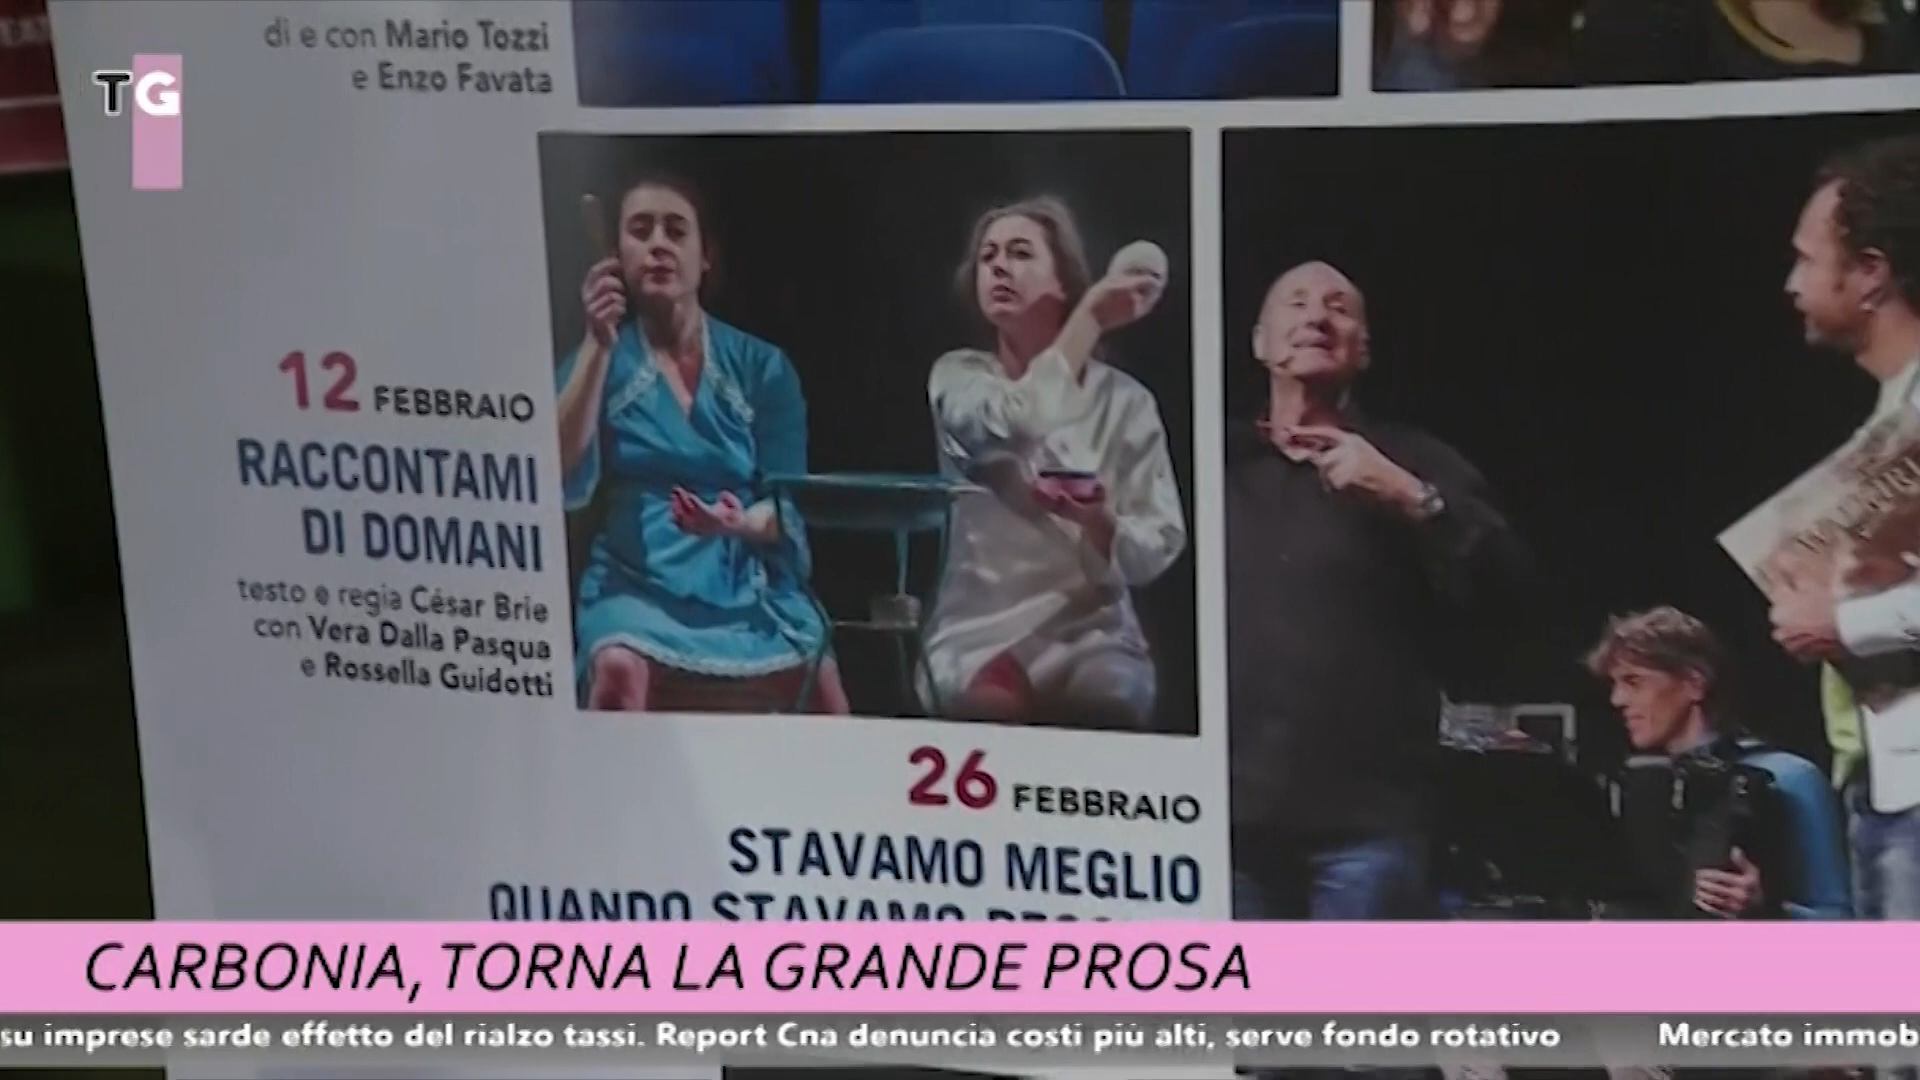 di e con Mario Tozzi
e Enzo Favata
TG
12 FEBBRAIO
RACCONTAMI
DI DOMANI
testo e regia César Brie
con Vera Dalla Pasqua
e Rossella Guidotti
26 FEBBRAIO
STAVAMO MEGLIO
QUANDO STAVAMO
CARBONIA, TORNA LA GRANDE PROSA
su imprese sarde effetto del rialzo tassi. Report Cna denuncia costi più alti, serve fondo rotativo Mercato immob